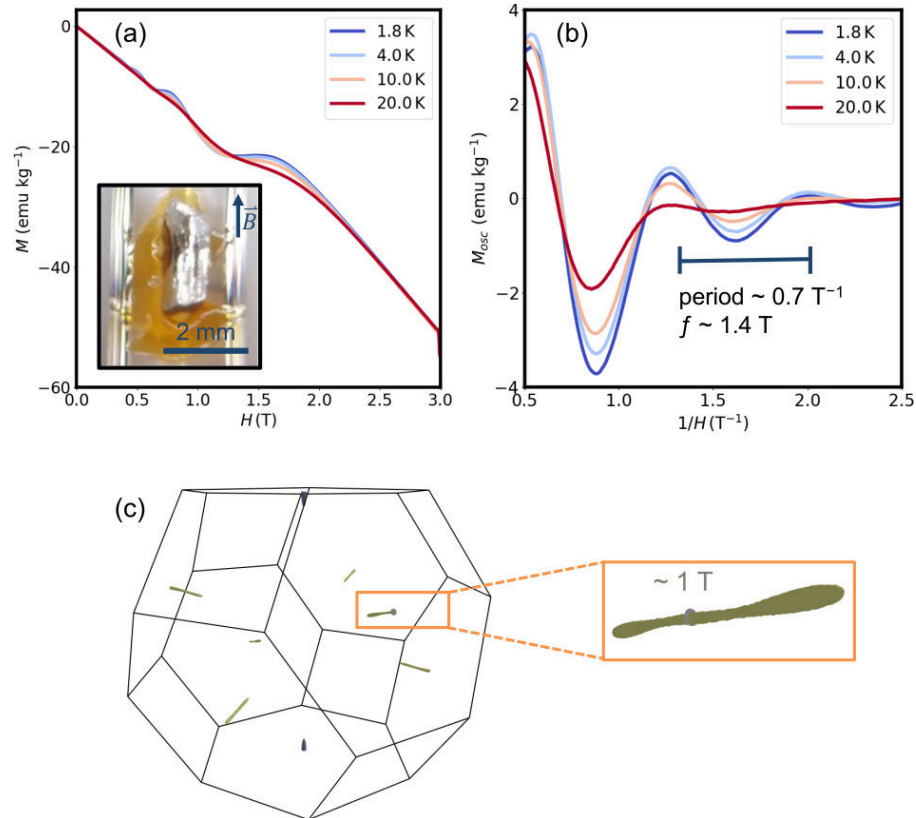 (a)
1.8 K
4.0 K
10.0 K
20.0 K
0
−20
−40
−60
M (emu kg⁻¹)
B
2 mm
0.0 0.5 1.0 1.5 2.0 2.5 3.0
H (T)
(b)
1.8 K
4.0 K
10.0 K
20.0 K
4
2
0
−2
−4
M_osc (emu kg⁻¹)
period ~ 0.7 T⁻¹
f ~ 1.4 T
0.5 1.0 1.5 2.0 2.5
1/H (T⁻¹)
(c)
~ 1 T